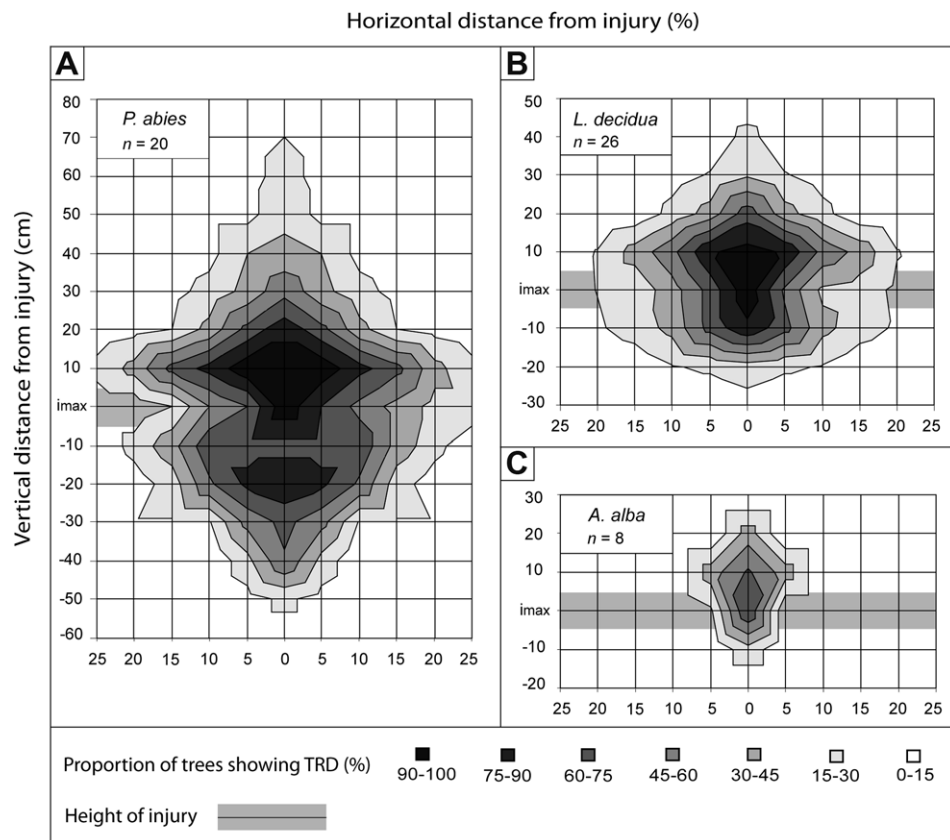 Horizontal distance from injury (%)
Vertical distance from injury (cm)
A
P. abies
n = 20
80
70
60
50
40
30
20
10
imax
-10
-20
-30
-40
-50
-60
25 20 15 10 5 0 5 10 15 20 25
B
L. decidua
n = 26
50
40
30
20
10
imax
-10
-20
-30
25 20 15 10 5 0 5 10 15 20 25
C
A. alba
n = 8
30
20
10
imax
-10
-20
25 20 15 10 5 0 5 10 15 20 25
Proportion of trees showing TRD (%)
90-100 75-90 60-75 45-60 30-45 15-30 0-15
Height of injury